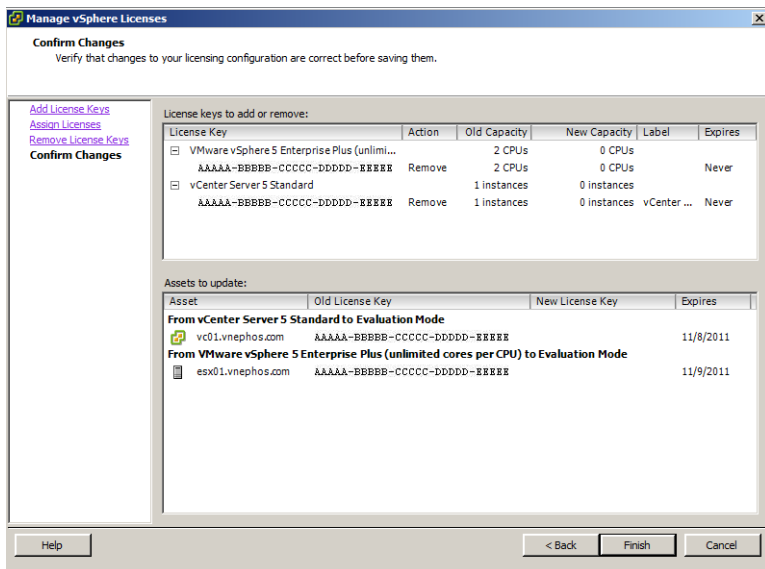 Manage vSphere Licenses
Confirm Changes
Verify that changes to your licensing configuration are correct before saving them.
Add License Keys
Assign Licenses
Remove License Keys
Confirm Changes
License keys to add or remove:
License Key Action Old Capacity New Capacity Label Expires
VMware vSphere 5 Enterprise Plus (unlimi... 2 CPUs 0 CPUs
AAAAA-BBBBB-CCCCC-DDDDD-EEEEE Remove 2 CPUs 0 CPUs Never
vCenter Server 5 Standard 1 instances 0 instances
AAAAA-BBBBB-CCCCC-DDDDD-EEEEE Remove 1 instances 0 instances vCenter ... Never
Assets to update:
Asset Old License Key New License Key Expires
From vCenter Server 5 Standard to Evaluation Mode
vc01.vnephos.com AAAAA-BBBBB-CCCCC-DDDDD-EEEEE 11/8/2011
From VMware vSphere 5 Enterprise Plus (unlimited cores per CPU) to Evaluation Mode
esx01.vnephos.com AAAAA-BBBBB-CCCCC-DDDDD-EEEEE 11/9/2011
Help < Back Finish Cancel